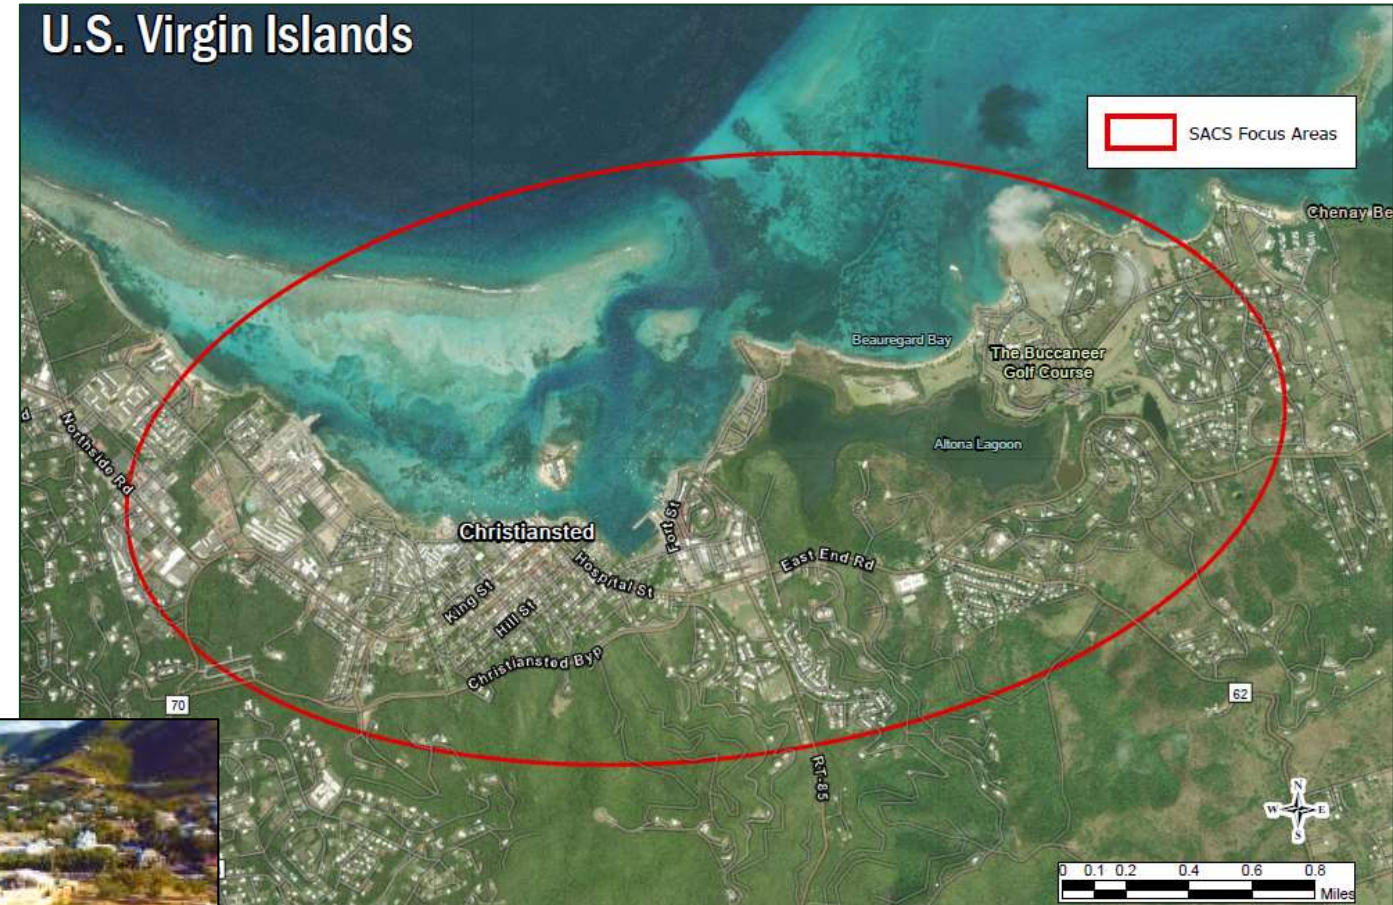 U.S. Virgin Islands
SACS Focus Areas
Chenay Be
Beauregard Bay
The Buccaneer
Golf Course
Northside Rd
Altona Lagoon
Christiansted
Fort St
East End Rd
Hospital St
King St
Hill St
Christiansted Byp
70
62
RT-85
N
W E
S
0 0.1 0.2 0.4 0.6 0.8
Miles